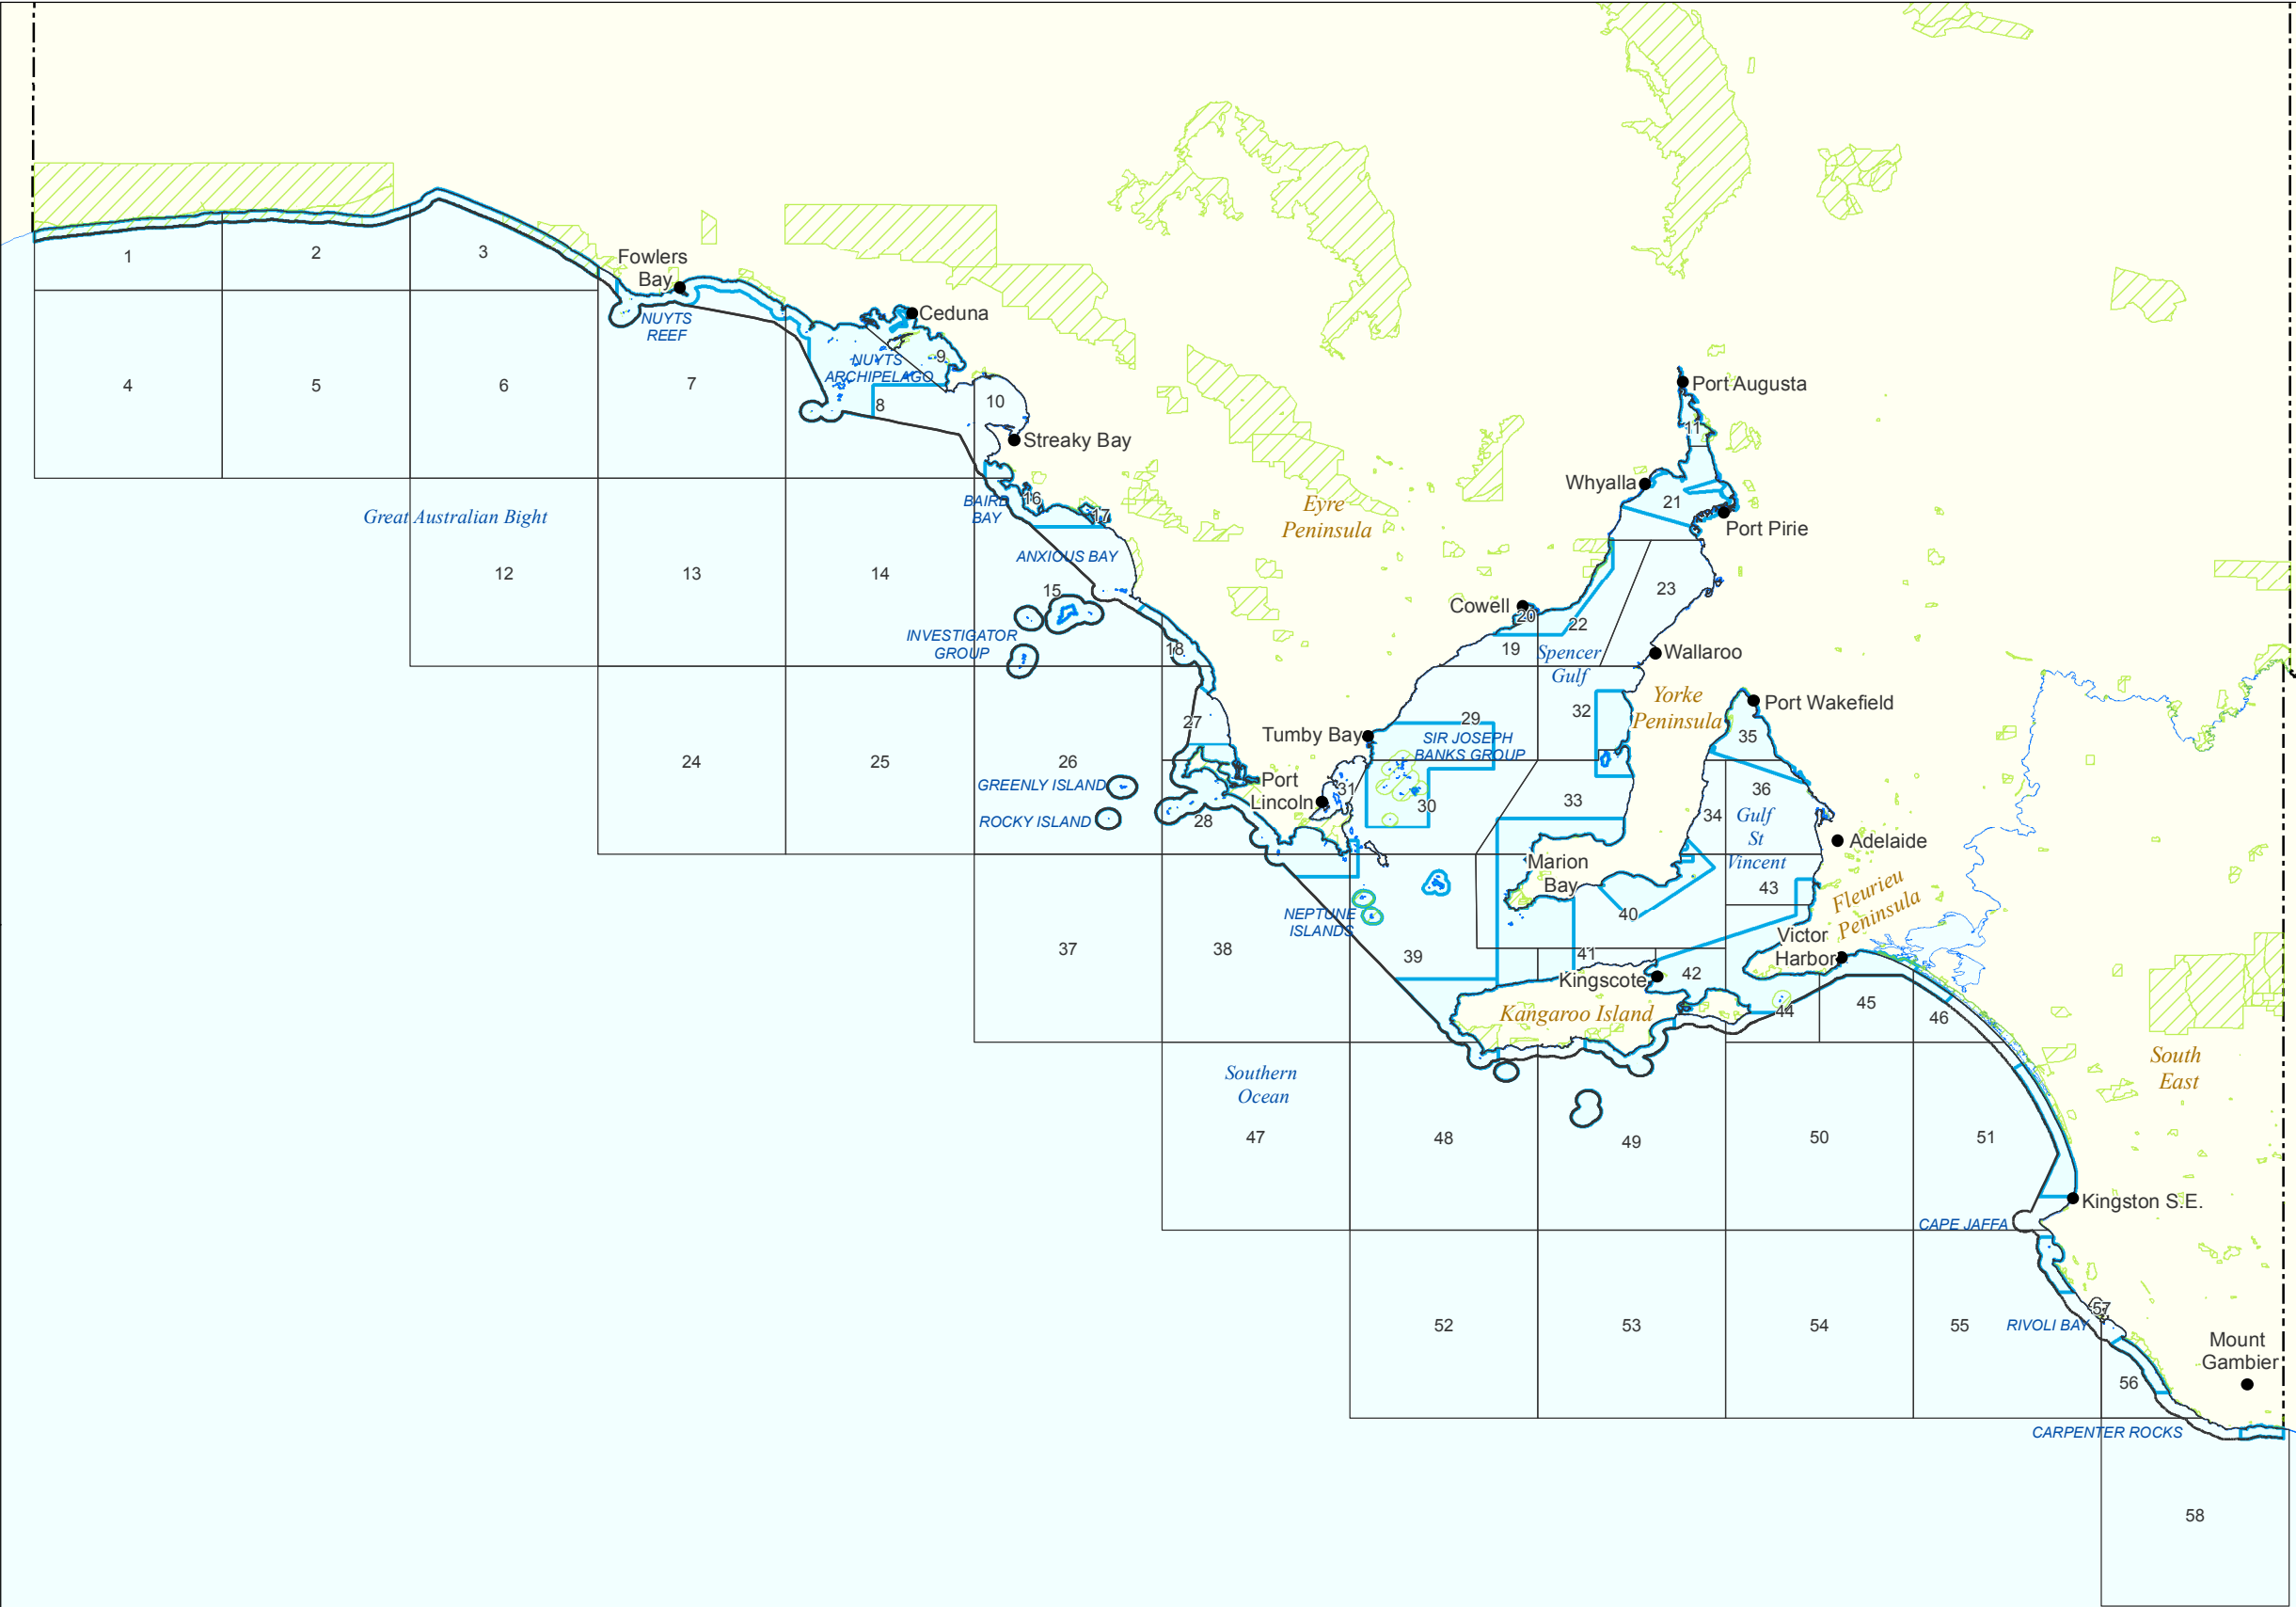 1
2
3
Fowlers
Bay
NUYTS
REEF
Ceduna
NUYTS
ARCHIPELAGO
9
4
5
6
7
8
10
Streaky Bay
Port Augusta
11
Whyalla
21
Port Pirie
BAIRD
BAY
16
17
Great Australian Bight
Eyre
Peninsula
ANXIOUS BAY
12
13
14
15
23
Cowell
20
22
INVESTIGATOR
GROUP
18
19
Spencer
Gulf
Wallaroo
Yorke
Peninsula
Port Wakefield
27
29
32
35
Tumby Bay
SIR JOSEPH
BANKS GROUP
24
25
26
GREENLY ISLAND
Port
Lincoln
31
30
33
36
ROCKY ISLAND
28
34
Gulf
St
Vincent
Adelaide
Marion
Bay
43
Fleurieu
Peninsula
NEPTUNE
ISLANDS
40
Victor
Harbor
37
38
39
41
Kingscote
42
Kangaroo Island
44
45
46
South
East
Southern
Ocean
47
48
49
50
51
Kingston S.E.
CAPE JAFFA
57
RIVOLI BAY
52
53
54
55
Mount
Gambier
56
CARPENTER ROCKS
58